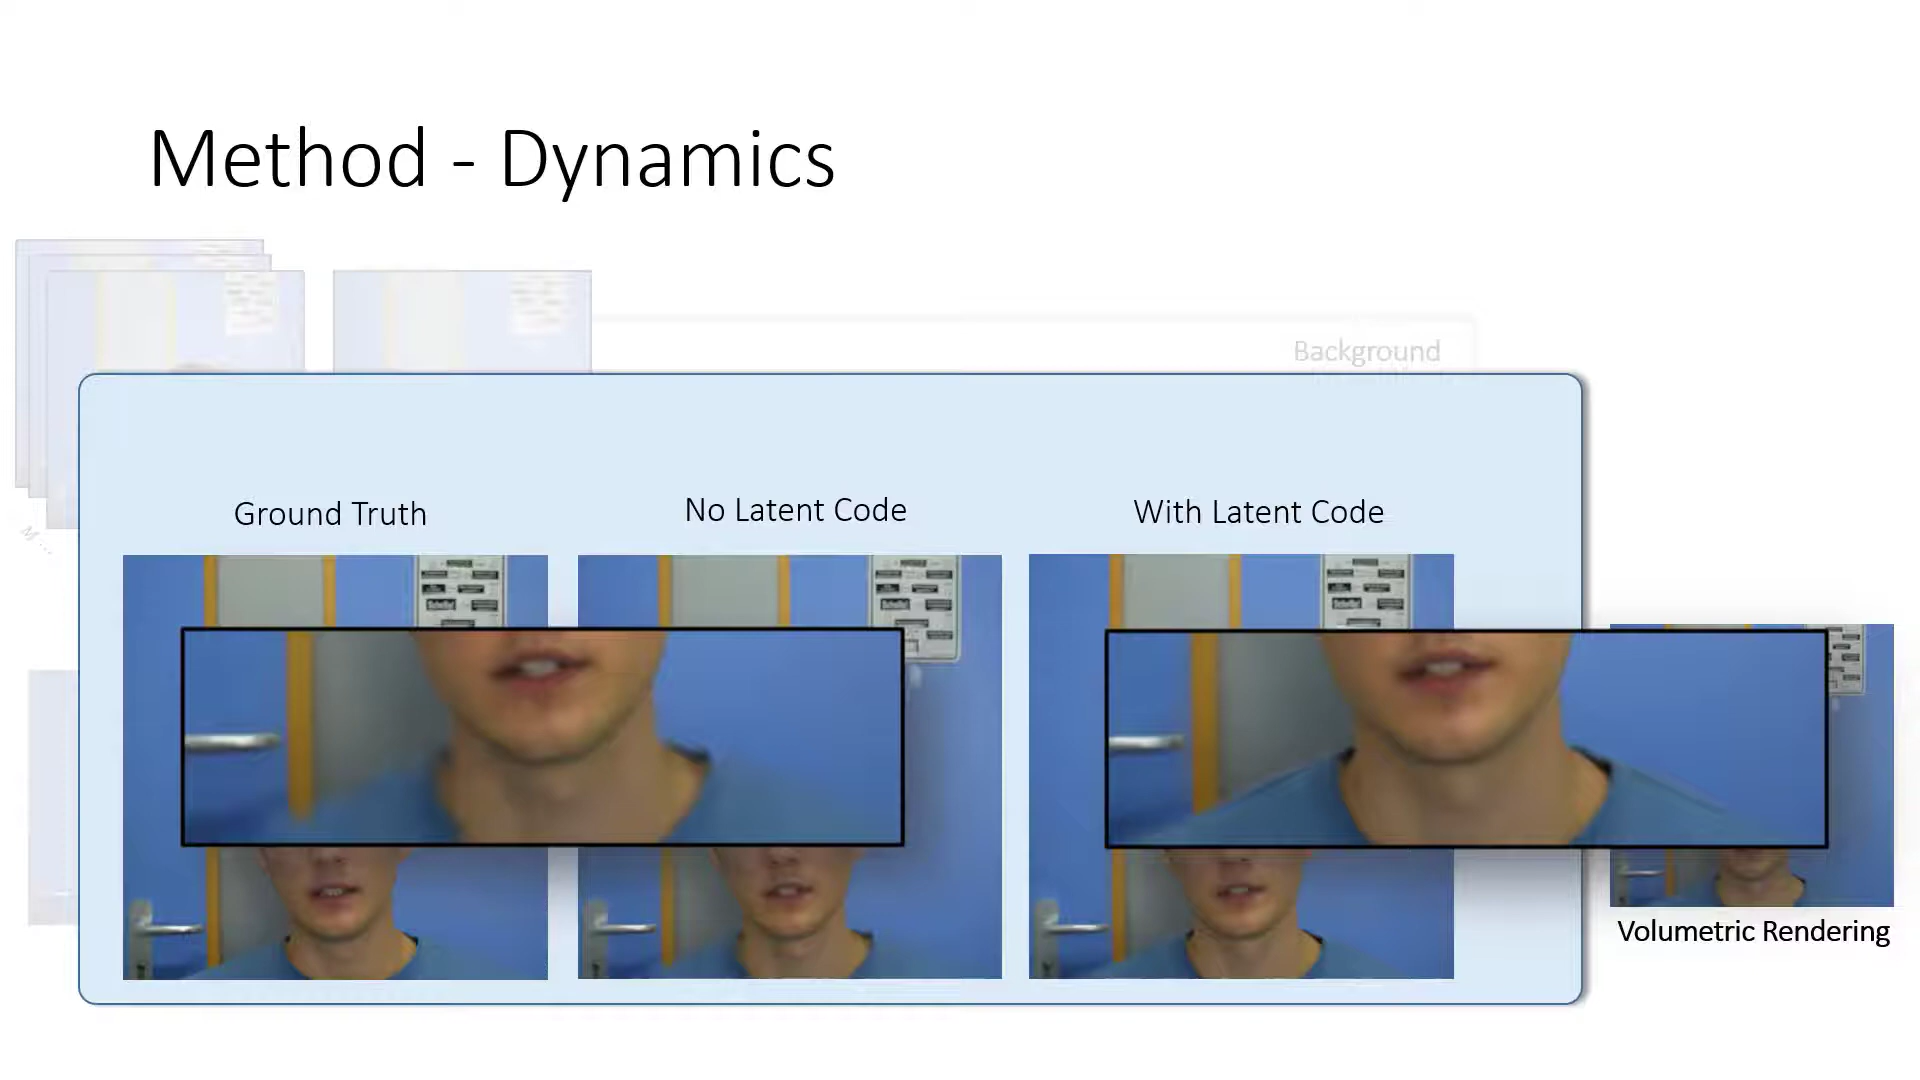 Method - Dynamics
Background
Ground Truth
No Latent Code
With Latent Code
M ...
Volumetric Rendering